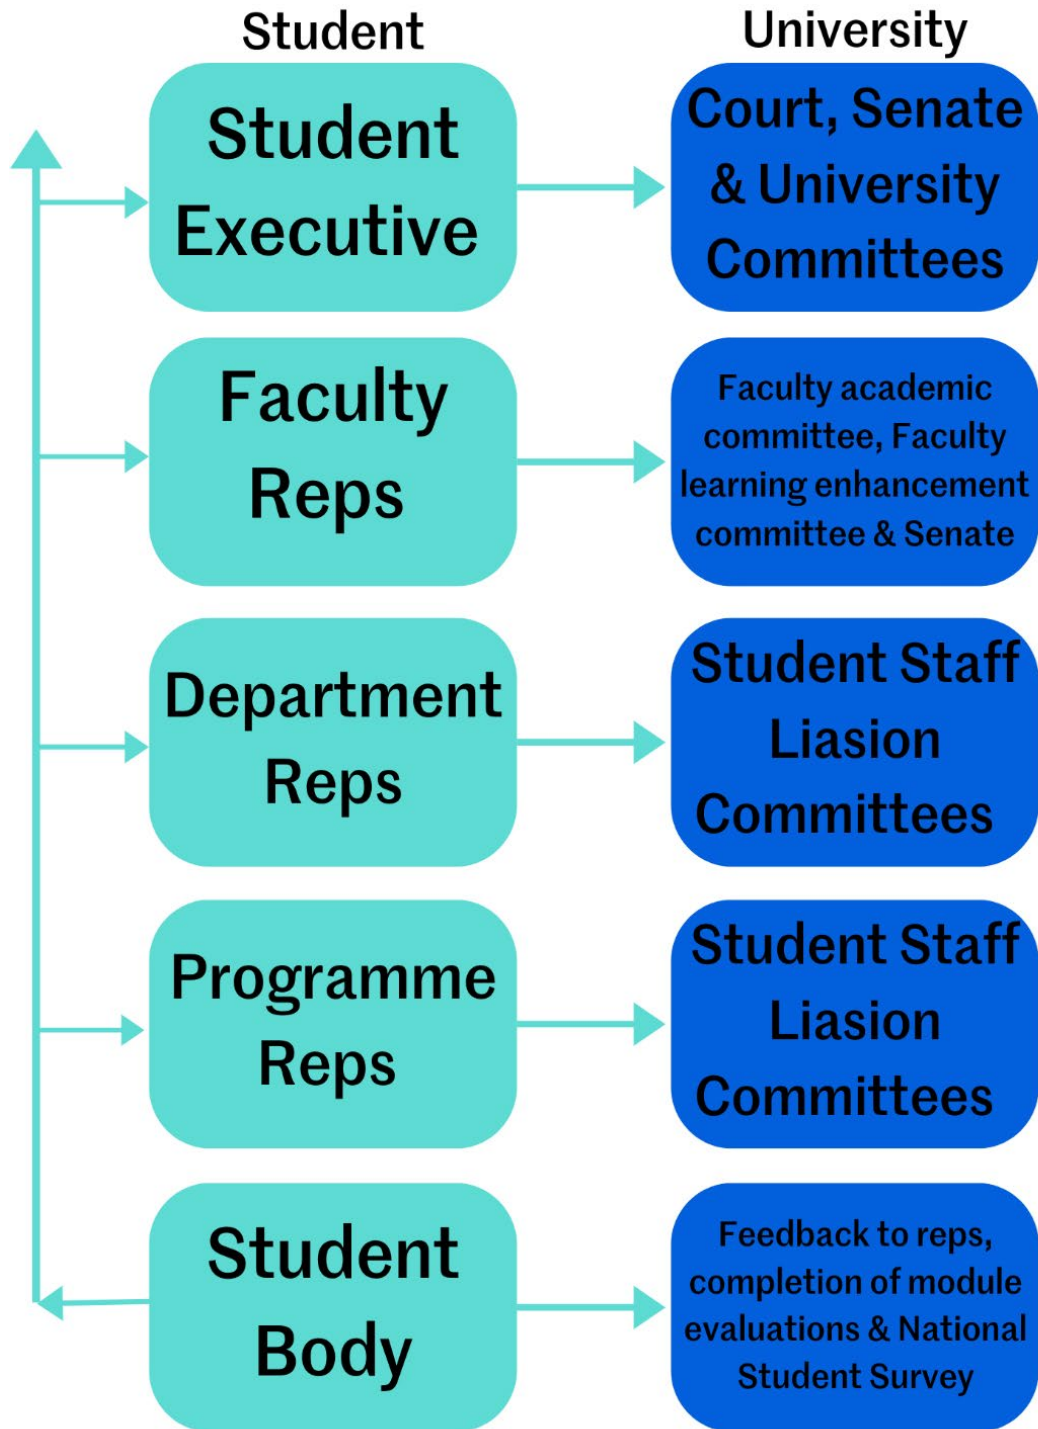 Student
University
Student
Executive
Court, Senate
& University
Committees
Faculty
Reps
Faculty academic
committee, Faculty
learning enhancement
committee & Senate
Department
Reps
Student Staff
Liasion
Committees
Programme
Reps
Student Staff
Liasion
Committees
Student
Body
Feedback to reps,
completion of module
evaluations & National
Student Survey